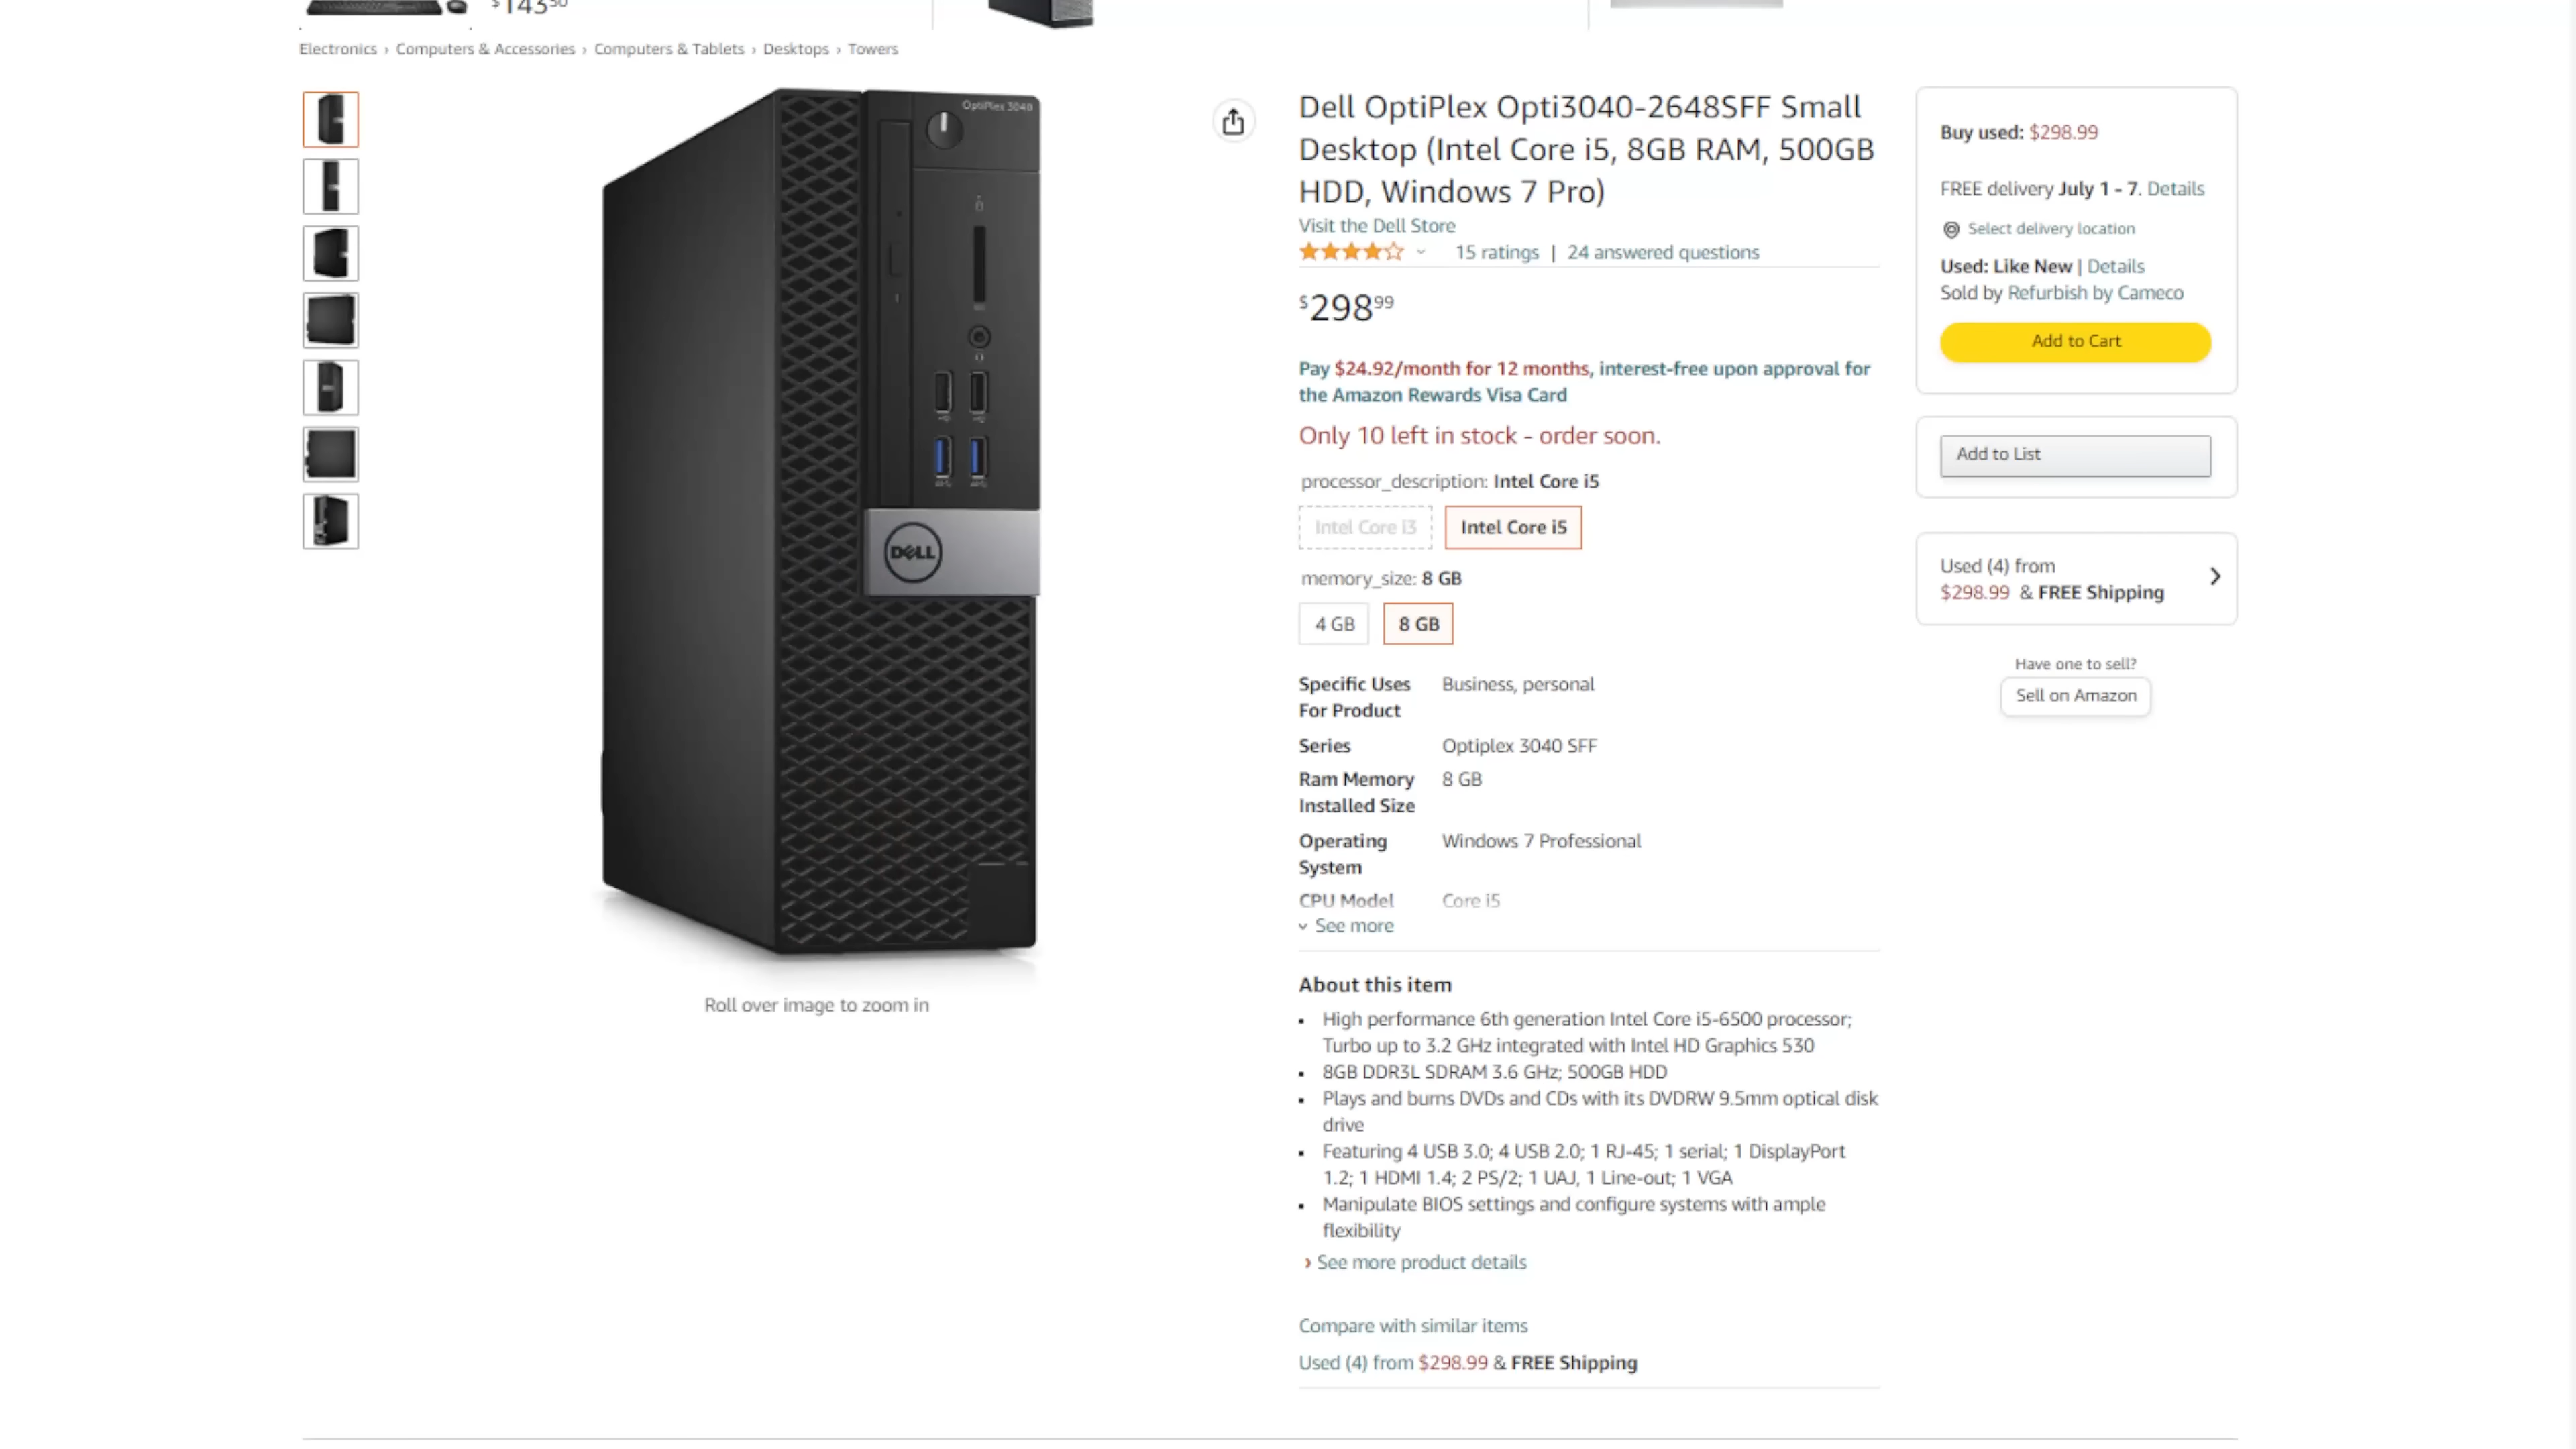 $143 50
Electronics › Computers & Accessories › Computers & Tablets › Desktops › Towers
OptiPlex 3040
DELL
Roll over image to zoom in
Dell OptiPlex Opti3040-2648SFF Small
Desktop (Intel Core i5, 8GB RAM, 500GB
HDD, Windows 7 Pro)
Visit the Dell Store
15 ratings | 24 answered questions
$298 99
Pay $24.92/month for 12 months, interest-free upon approval for
the Amazon Rewards Visa Card
Only 10 left in stock - order soon.
processor_description: Intel Core i5
Intel Core i3 Intel Core i5
memory_size: 8 GB
4 GB 8 GB
Specific Uses Business, personal
For Product
Series Optiplex 3040 SFF
Ram Memory 8 GB
Installed Size
Operating Windows 7 Professional
System
CPU Model Core i5
See more
About this item
High performance 6th generation Intel Core i5-6500 processor;
Turbo up to 3.2 GHz integrated with Intel HD Graphics 530
8GB DDR3L SDRAM 3.6 GHz; 500GB HDD
Plays and burns DVDs and CDs with its DVDRW 9.5mm optical disk
drive
Featuring 4 USB 3.0; 4 USB 2.0; 1 RJ-45; 1 serial; 1 DisplayPort
1.2; 1 HDMI 1.4; 2 PS/2; 1 UAJ, 1 Line-out; 1 VGA
Manipulate BIOS settings and configure systems with ample
flexibility
› See more product details
Compare with similar items
Used (4) from $298.99 & FREE Shipping
Buy used: $298.99
FREE delivery July 1 - 7. Details
Select delivery location
Used: Like New | Details
Sold by Refurbish by Cameco
Add to Cart
Add to List
Used (4) from
$298.99 & FREE Shipping
Have one to sell?
Sell on Amazon